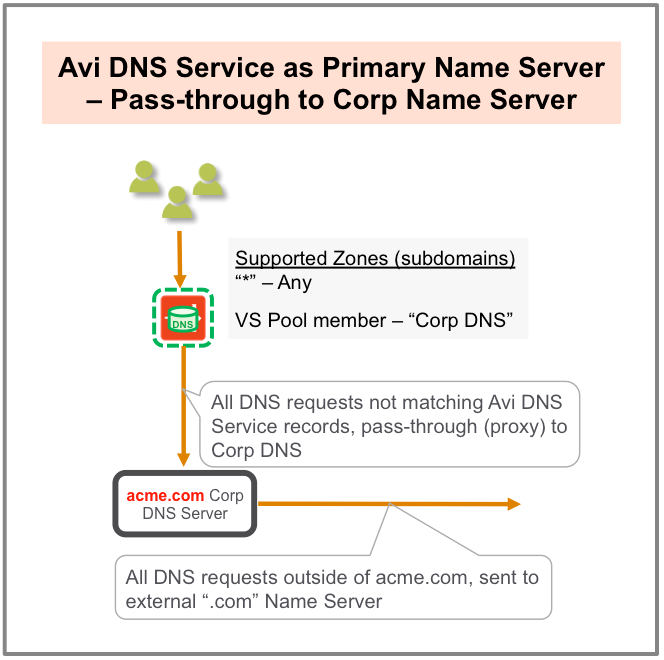 Avi DNS Service as Primary Name Server
– Pass-through to Corp Name Server
Supported Zones (subdomains)
“*” – Any
VS Pool member – “Corp DNS”
DNS
All DNS requests not matching Avi DNS
Service records, pass-through (proxy) to
Corp DNS
acme.com Corp
DNS Server
All DNS requests outside of acme.com, sent to
external “.com” Name Server